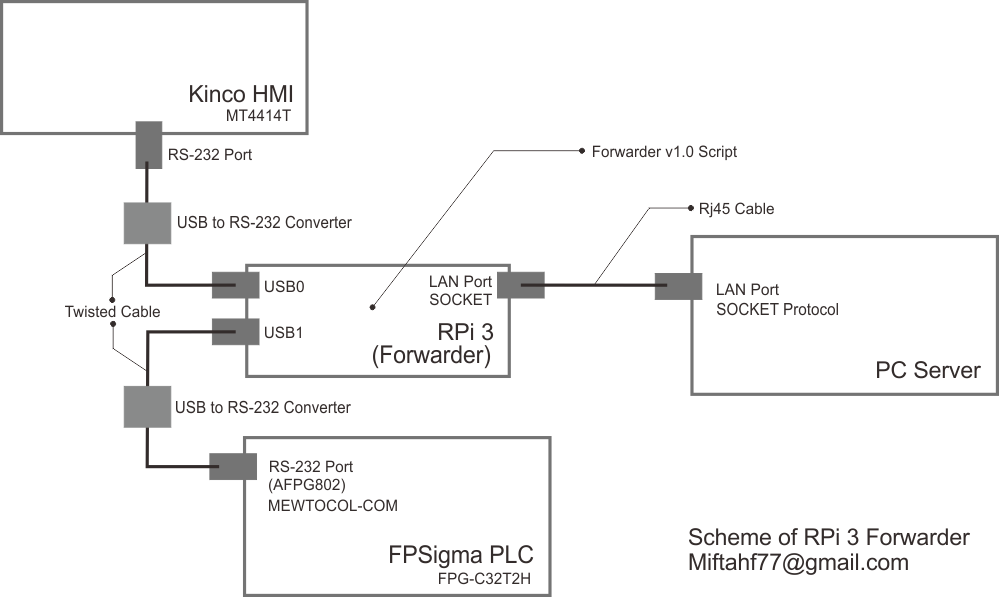 Kinco HMI
MT4414T
RS-232 Port
Forwarder v1.0 Script
Rj45 Cable
USB to RS-232 Converter
USB0
LAN Port
SOCKET
LAN Port
SOCKET Protocol
Twisted Cable
USB1
RPi 3
(Forwarder)
PC Server
USB to RS-232 Converter
RS-232 Port
(AFPG802)
MEWTOCOL-COM
FPSigma PLC
FPG-C32T2H
Scheme of RPi 3 Forwarder
Miftahf77@gmail.com